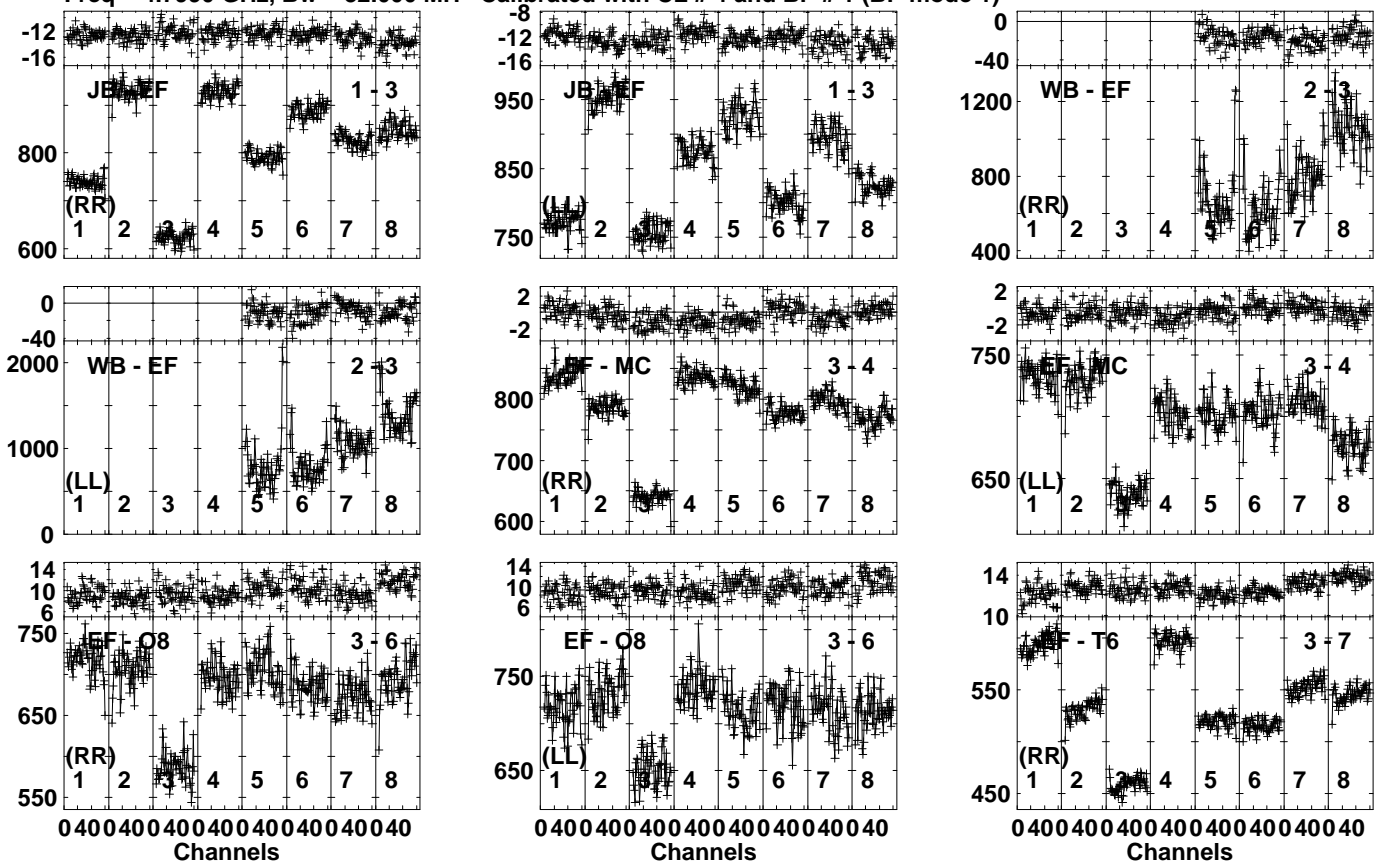 -8
-12
-16
-12
-16
0
-40
JB - EF 1 - 3
JB - EF 1 - 3
WB - EF 2 - 3
800
600
950
850
750
1200
800
400
(RR)
1 2 3 4 5 6 7 8
(LL)
1 2 3 4 5 6 7 8
(RR)
1 2 3 4 5 6 7 8
0
-40
2
-2
2
-2
WB - EF 2 - 3
EF - MC 3 - 4
EF - MC 3 - 4
2000
1000
0
800
700
600
750
650
(LL)
1 2 3 4 5 6 7 8
(RR)
1 2 3 4 5 6 7 8
(LL)
1 2 3 4 5 6 7 8
14
10
6
14
10
6
14
10
EF - O8 3 - 6
EF - O8 3 - 6
EF - T6 3 - 7
750
650
550
750
650
550
450
(RR)
1 2 3 4 5 6 7 8
(LL)
1 2 3 4 5 6 7 8
(RR)
1 2 3 4 5 6 7 8
0 40 0 40 0 40 0 40 0 40 0 40 0 40 0 40
0 40 0 40 0 40 0 40 0 40 0 40 0 40 0 40
0 40 0 40 0 40 0 40 0 40 0 40 0 40 0 40
Channels
Channels
Channels